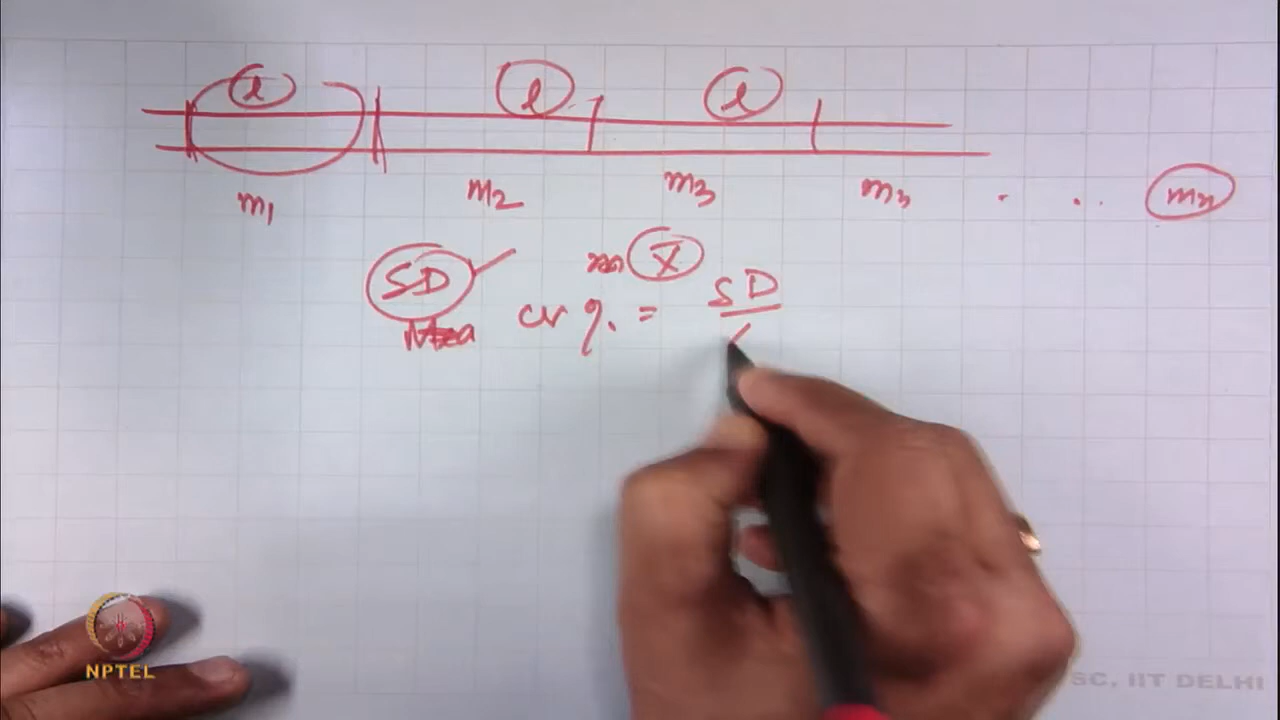 l l l
m1 m2 m3 m3 . . . mn
SD X̄
cv % = SD /
NPTEL
SC, IIT DELHI